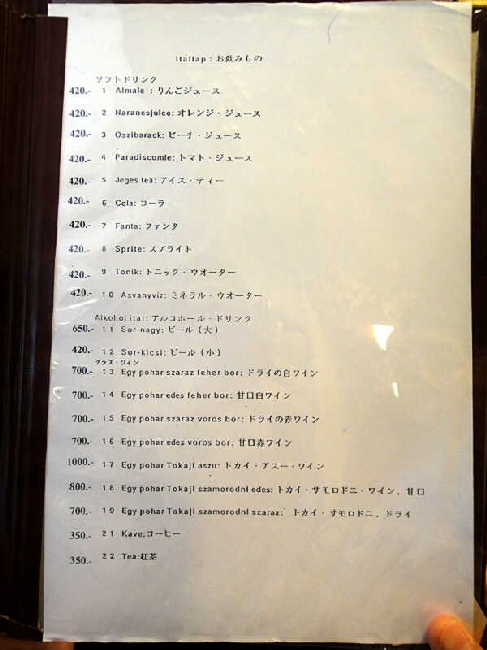 Itallap : お飲みもの
ソフトドリンク
420.- 1 Almale : りんごジュース
420.- 2 Narancsjuice: オレンジ・ジュース
420.- 3 Oszibarack: ピーチ・ジュース
420.- 4 Paradicsomle: トマト・ジュース
420.- 5 Jeges tea: アイス・ティー
420.- 6 Cola: コーラ
420.- 7 Fanta: ファンタ
420.- 8 Sprite: スプライト
420.- 9 Tonik: トニック・ウオーター
420.- 10 Asvanyviz: ミネラル・ウオーター
Alkohol ital: アルコホール・ドリンク
650.- 11 Sor-nagy: ビール (大)
420.- 12 Sor-kicsi: ビール (小)
グラス・ワイン
700.- 13 Egy pohar szaraz feher bor: ドライの白ワイン
700.- 14 Egy pohar edes feher bor: 甘口白ワイン
700.- 15 Egy pohar szaraz voros bor: ドライの赤ワイン
700.- 16 Egy pohar edes voros bor: 甘口赤ワイン
1000.- 17 Egy pohar Tokaji aszu: トカイ・アスー・ワイン
800.- 18 Egy pohar Tokaji szamorodni edes: トカイ・サモロドニ・ワイン、甘口
700.- 19 Egy pohar Tokaji szamorodni szaraz: トカイ・サモロドニ、ドライ
350.- 21 Kave:コーヒー
350.- 22 Tea:紅茶